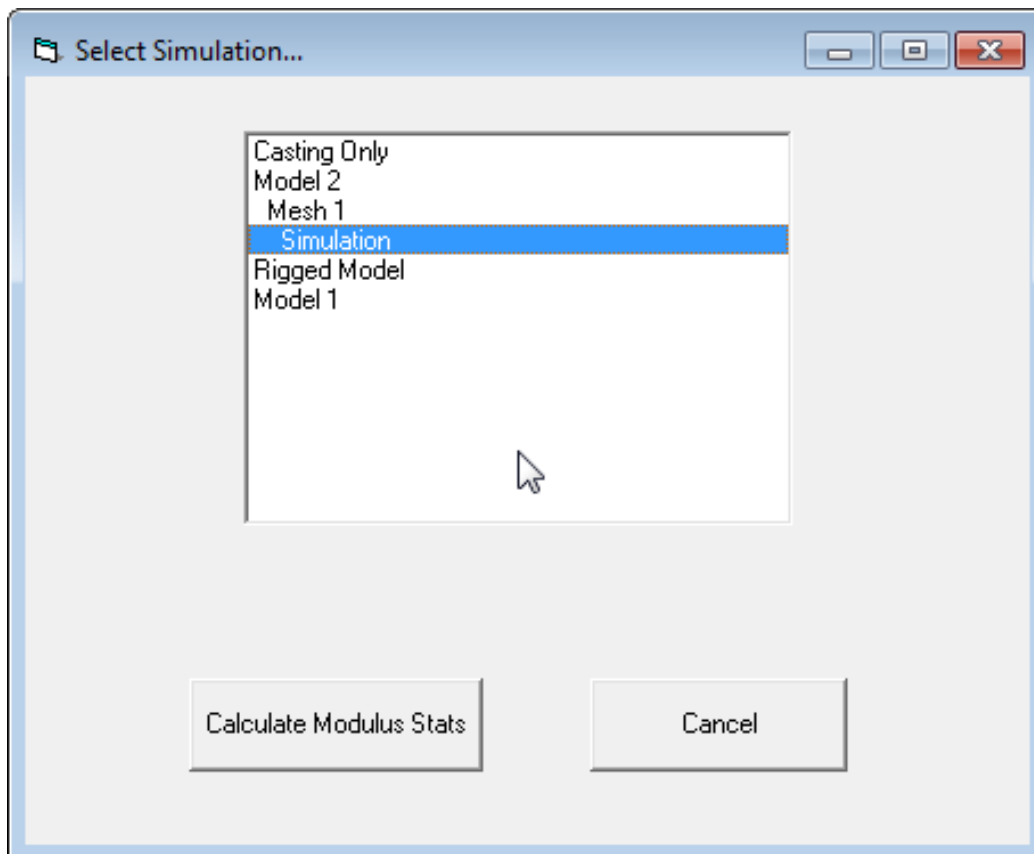 Select Simulation...
Casting Only
Model 2
Mesh 1
Simulation
Rigged Model
Model 1
Calculate Modulus Stats
Cancel